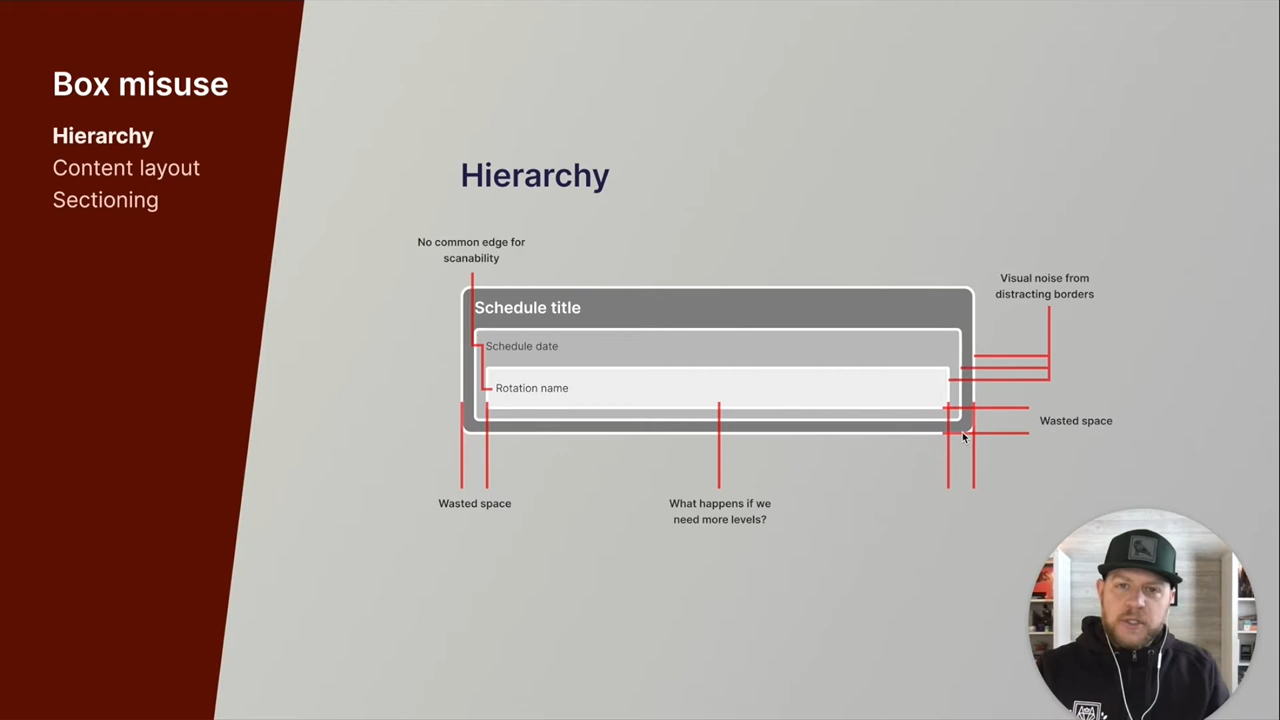 Box misuse
Hierarchy
Content layout
Sectioning
Hierarchy
No common edge for
scanability
Visual noise from
distracting borders
Schedule title
Schedule date
Rotation name
Wasted space
Wasted space
What happens if we
need more levels?